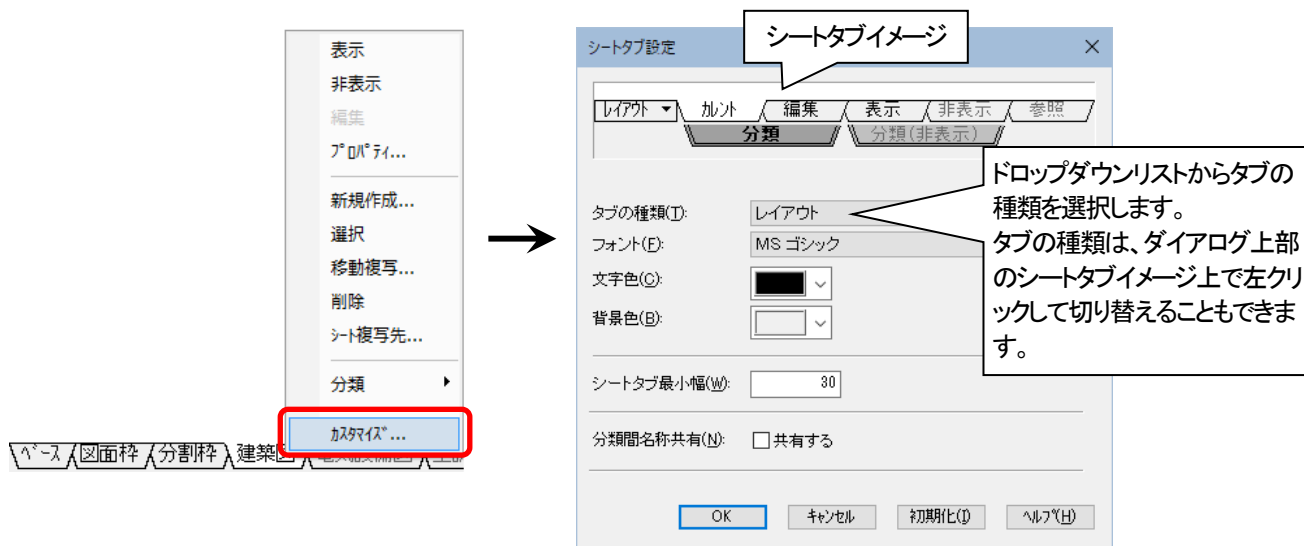 表示
非表示
編集
ﾌﾟﾛﾊﾟﾃｨ...
新規作成...
選択
移動複写...
削除
ｼｰﾄ複写先...
分類
ｶｽﾀﾏｲｽﾞ...
ﾍﾞｰｽ 図面枠 分割枠 建築図
シートタブ設定
シートタブイメージ
ﾚｲｱｳﾄ ｶﾚﾝﾄ 編集 表示 非表示 参照
分類 分類(非表示)
タブの種類(T): レイアウト
フォント(F): MS ゴシック
文字色(C):
背景色(B):
シートタブ最小幅(W): 30
分類間名称共有(N): 共有する
OK ｷｬﾝｾﾙ 初期化(I) ﾍﾙﾌﾟ(H)
ドロップダウンリストからタブの
種類を選択します。
タブの種類は、ダイアログ上部
のシートタブイメージ上で左クリ
ックして切り替えることもできま
す。